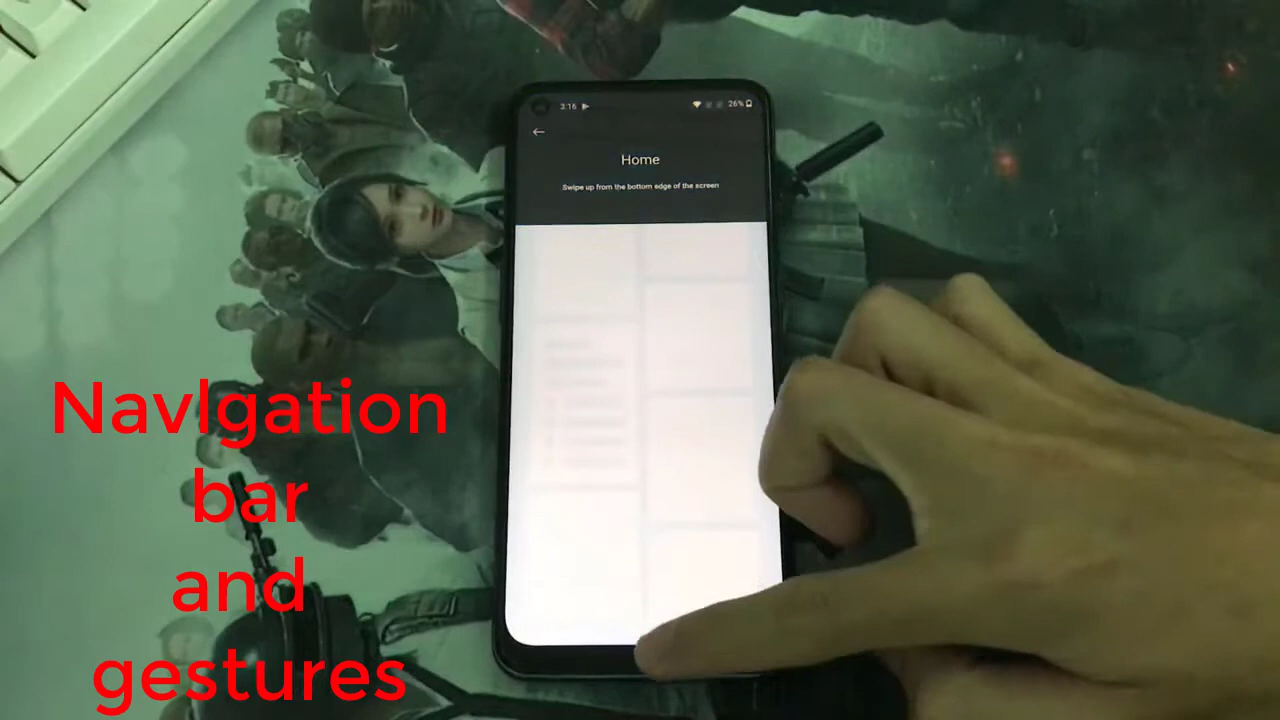 3:16
26%
Home
Swipe up from the bottom edge of the screen
Navlgation
bar
and
gestures